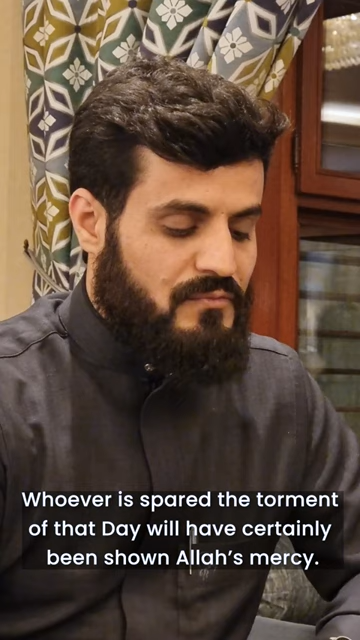 Whoever is spared the torment
of that Day will have certainly
been shown Allah's mercy.